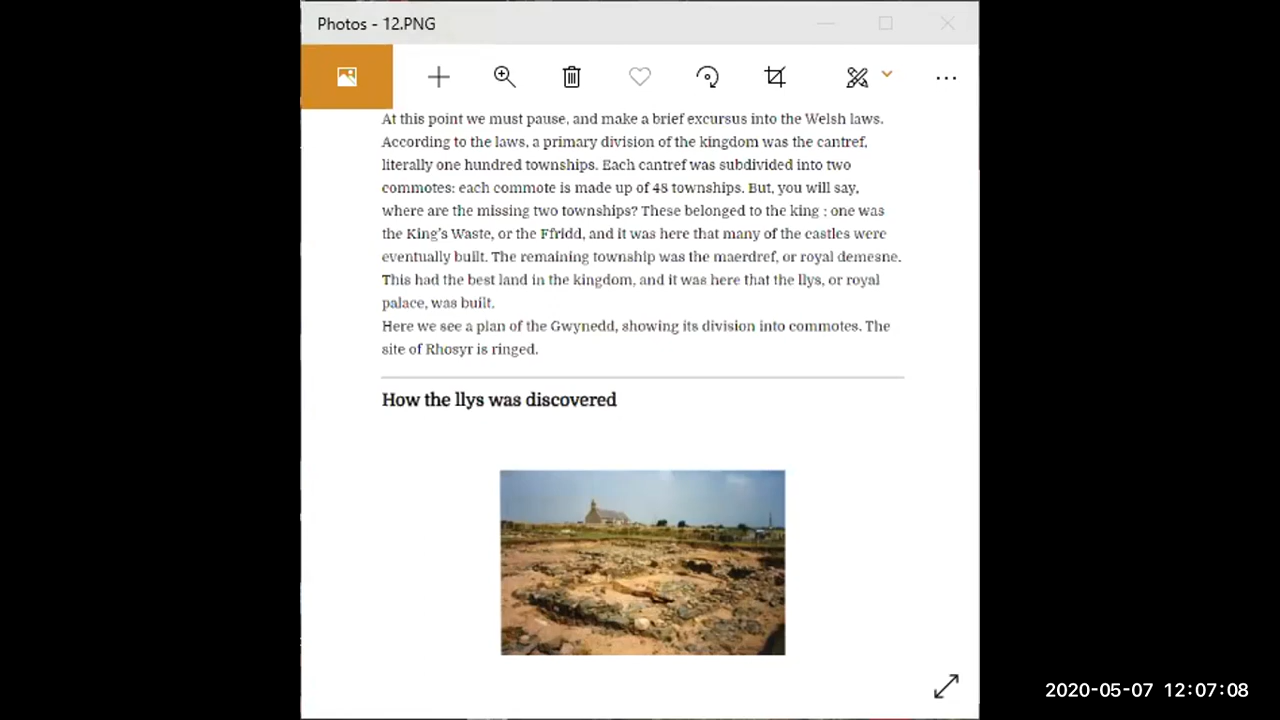 Photos - 12.PNG
At this point we must pause, and make a brief excursus into the Welsh laws.
According to the laws, a primary division of the kingdom was the cantref,
literally one hundred townships. Each cantref was subdivided into two
commotes: each commote is made up of 48 townships. But, you will say,
where are the missing two townships? These belonged to the king : one was
the King's Waste, or the Ffridd, and it was here that many of the castles were
eventually built. The remaining township was the maerdref, or royal demesne.
This had the best land in the kingdom, and it was here that the llys, or royal
palace, was built.
Here we see a plan of the Gwynedd, showing its division into commotes. The
site of Rhosyr is ringed.
How the llys was discovered
2020-05-07 12:07:08